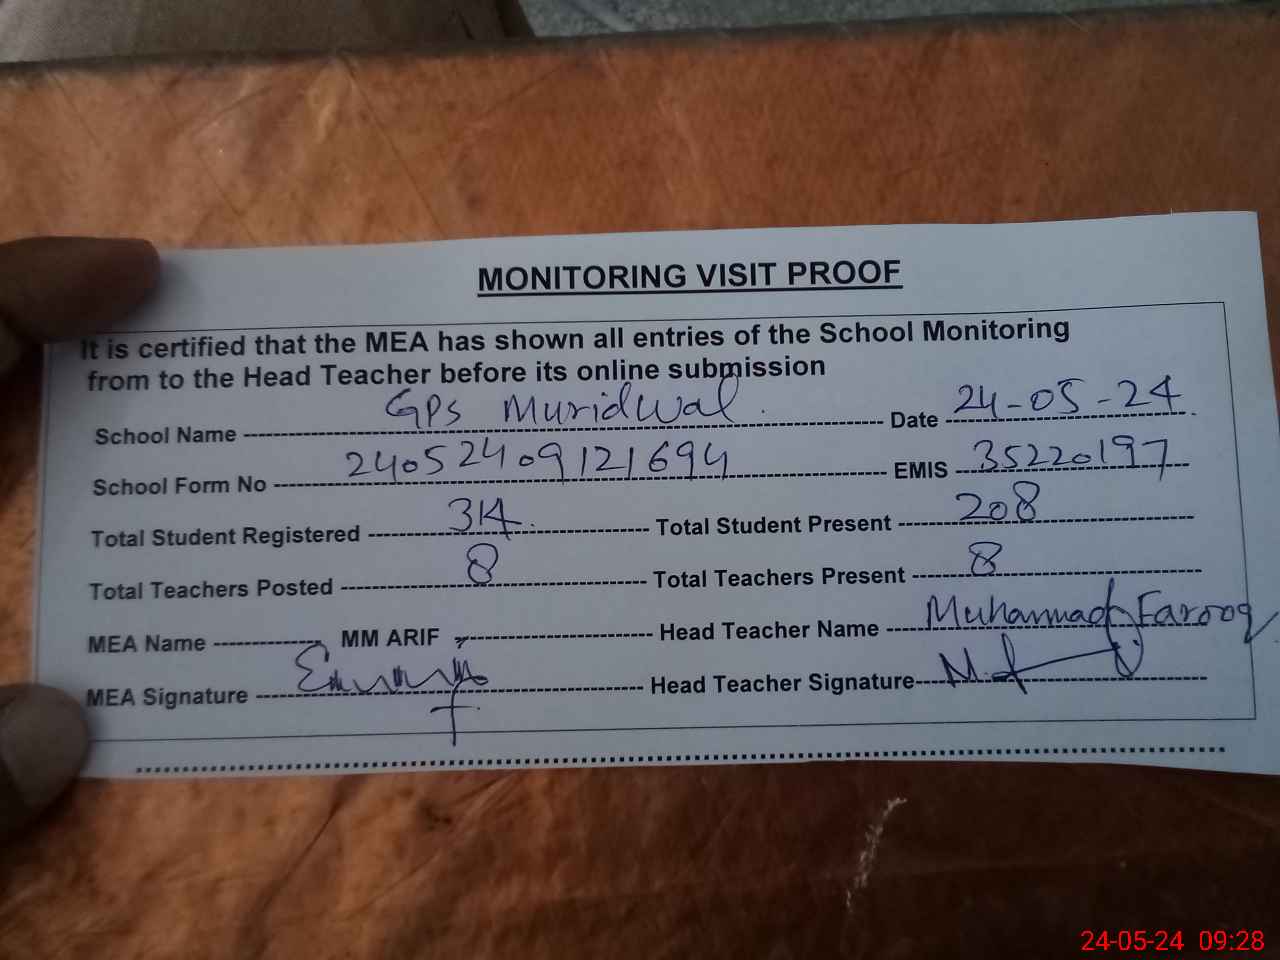 MONITORING VISIT PROOF
It is certified that the MEA has shown all entries of the School Monitoring
from to the Head Teacher before its online submission
School Name GPS Muridwal. Date 24-05-24
School Form No 2405240912​1694 EMIS 35220197
Total Student Registered 314 Total Student Present 208
Total Teachers Posted 8 Total Teachers Present 8
MEA Name MM ARIF Head Teacher Name Muhammad Farooq
MEA Signature Head Teacher Signature
24-05-24 09:28